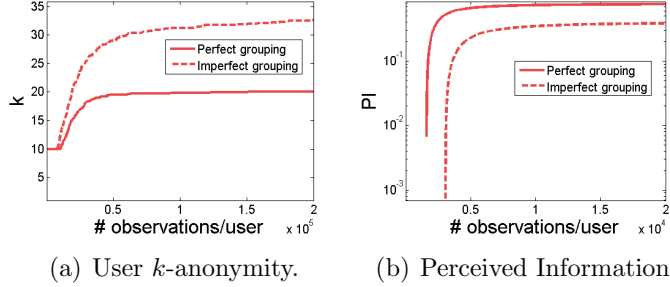 35
30
25
20
15
10
5
k
Perfect grouping
Imperfect grouping
0.5
1
1.5
2
# observations/user
x 10^5
(a) User k-anonymity.
10^-1
10^-2
10^-3
PI
Perfect grouping
Imperfect grouping
0.5
1
1.5
2
# observations/user
x 10^4
(b) Perceived Information